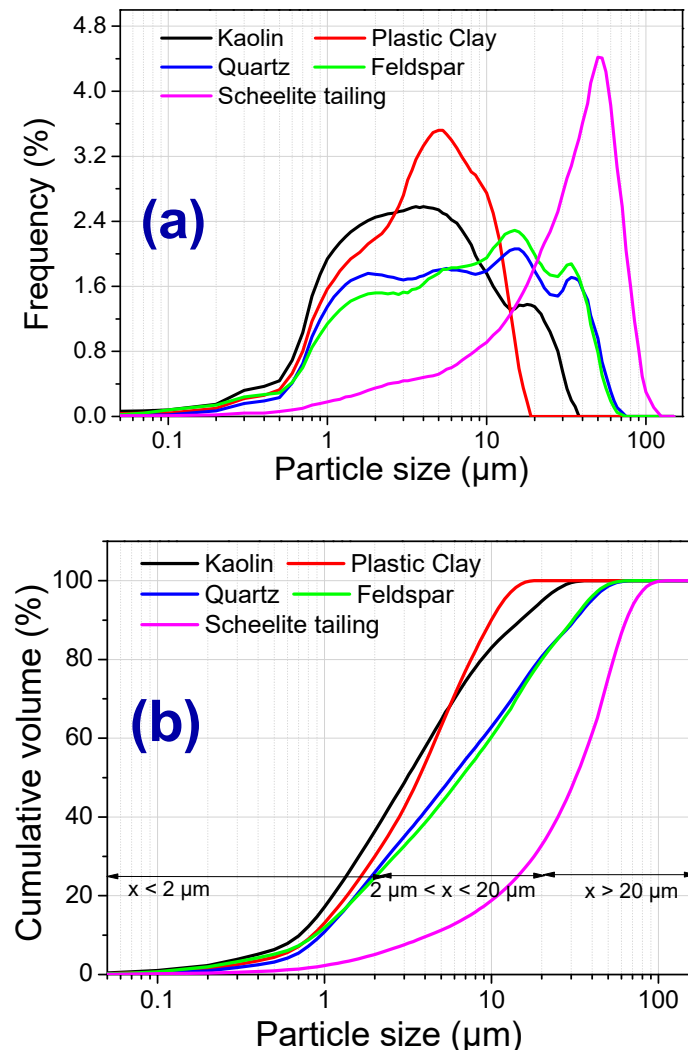 4.8
4.0
3.2
2.4
1.6
0.8
0.0
Frequency (%)
Kaolin Plastic Clay
Quartz Feldspar
Scheelite tailing
(a)
0.1 1 10 100
Particle size (µm)
100
80
60
40
20
0
Cumulative volume (%)
Kaolin Plastic Clay
Quartz Feldspar
Scheelite tailing
(b)
x < 2 µm 2 µm < x < 20 µm x > 20 µm
0.1 1 10 100
Particle size (µm)